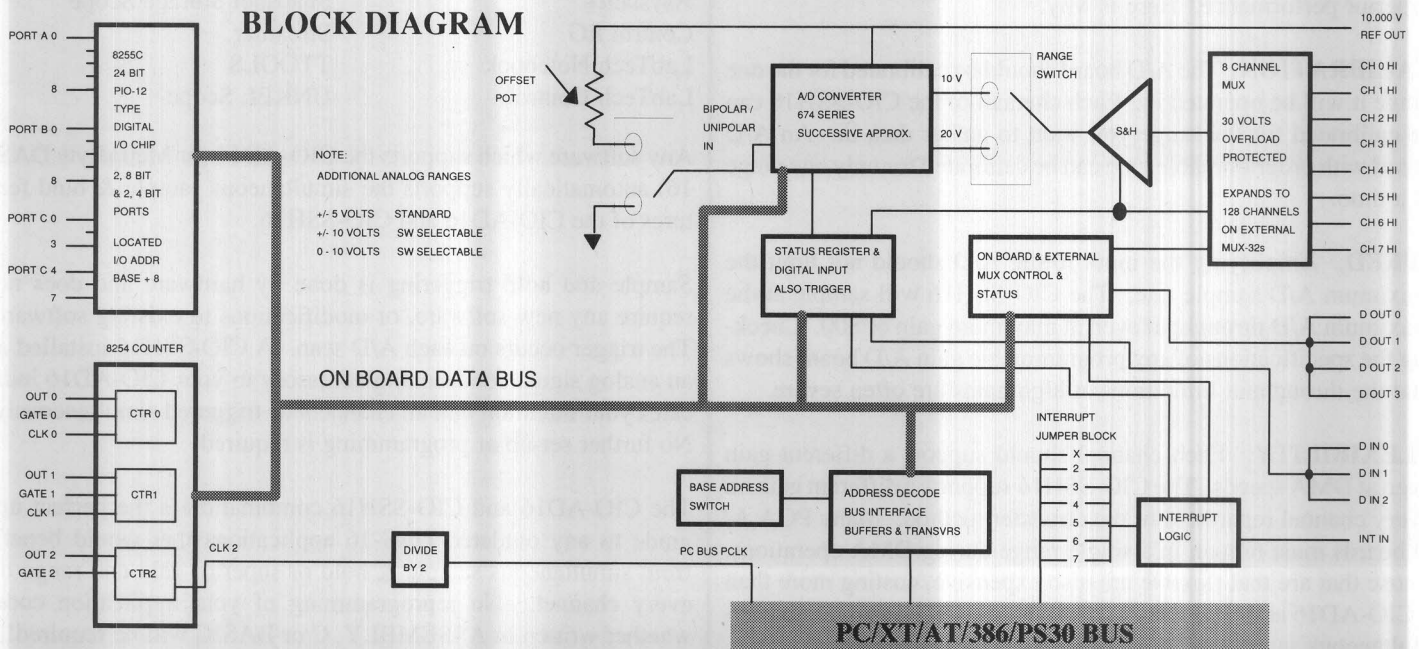 BLOCK DIAGRAM
PORT A 0
8
PORT B 0
8
PORT C 0
3
PORT C 4
7
8255C
24 BIT
PIO-12
TYPE
DIGITAL
I/O CHIP
2, 8 BIT
& 2, 4 BIT
PORTS
LOCATED
I/O ADDR
BASE + 8
8254 COUNTER
OUT 0
GATE 0
CLK 0
CTR 0
OUT 1
GATE 1
CLK 1
CTR1
OUT 2
GATE 2
CTR2
CLK 2
DIVIDE
BY 2
PC BUS PCLK
NOTE:
ADDITIONAL ANALOG RANGES
+/- 5 VOLTS STANDARD
+/- 10 VOLTS SW SELECTABLE
0 - 10 VOLTS SW SELECTABLE
ON BOARD DATA BUS
OFFSET
POT
BIPOLAR /
UNIPOLAR
IN
A/D CONVERTER
674 SERIES
SUCCESSIVE APPROX.
10 V
20 V
RANGE
SWITCH
S&H
8 CHANNEL
MUX
30 VOLTS
OVERLOAD
PROTECTED
EXPANDS TO
128 CHANNELS
ON EXTERNAL
MUX-32s
10.000 V
REF OUT
CH 0 HI
CH 1 HI
CH 2 HI
CH 3 HI
CH 4 HI
CH 5 HI
CH 6 HI
CH 7 HI
STATUS REGISTER &
DIGITAL INPUT
ALSO TRIGGER
ON BOARD & EXTERNAL
MUX CONTROL &
STATUS
D OUT 0
D OUT 1
D OUT 2
D OUT 3
D IN 0
D IN 1
D IN 2
INT IN
INTERRUPT
JUMPER BLOCK
X
2
3
4
5
6
7
INTERRUPT
LOGIC
BASE ADDRESS
SWITCH
ADDRESS DECODE
BUS INTERFACE
BUFFERS & TRANSVRS
PC/XT/AT/386/PS30 BUS